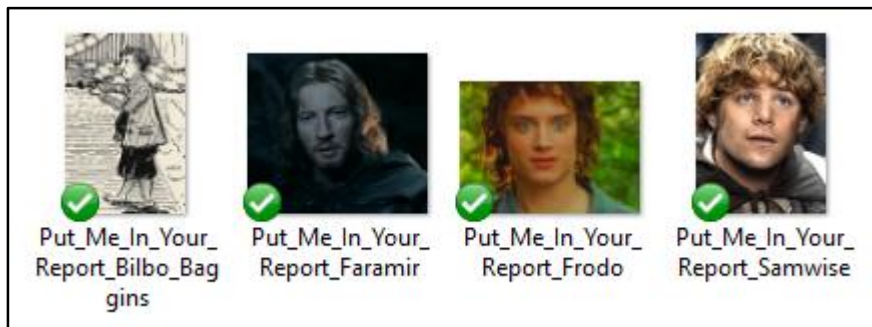 Put_Me_In_Your_
Report_Bilbo_Bag
gins
Put_Me_In_Your_
Report_Faramir
Put_Me_In_Your_
Report_Frodo
Put_Me_In_Your_
Report_Samwise